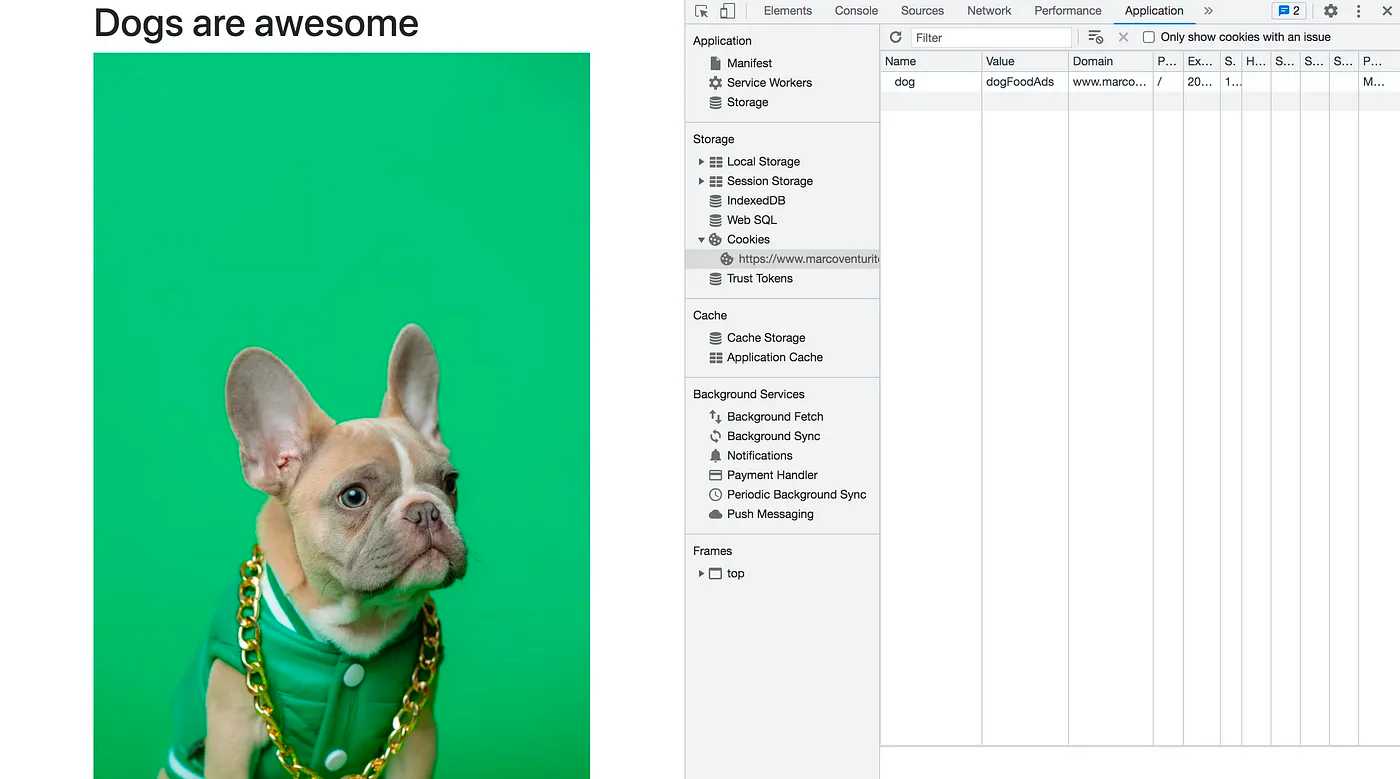 Dogs are awesome
Elements Console Sources Network Performance Application » 2
Application
Manifest
Service Workers
Storage
Storage
Local Storage
Session Storage
IndexedDB
Web SQL
Cookies
https://www.marcoventurit
Trust Tokens
Cache
Cache Storage
Application Cache
Background Services
Background Fetch
Background Sync
Notifications
Payment Handler
Periodic Background Sync
Push Messaging
Frames
top
Filter Only show cookies with an issue
Name Value Domain P... Ex... S. H... S... S... S... P...
dog dogFoodAds www.marco... / 20... 1... M...